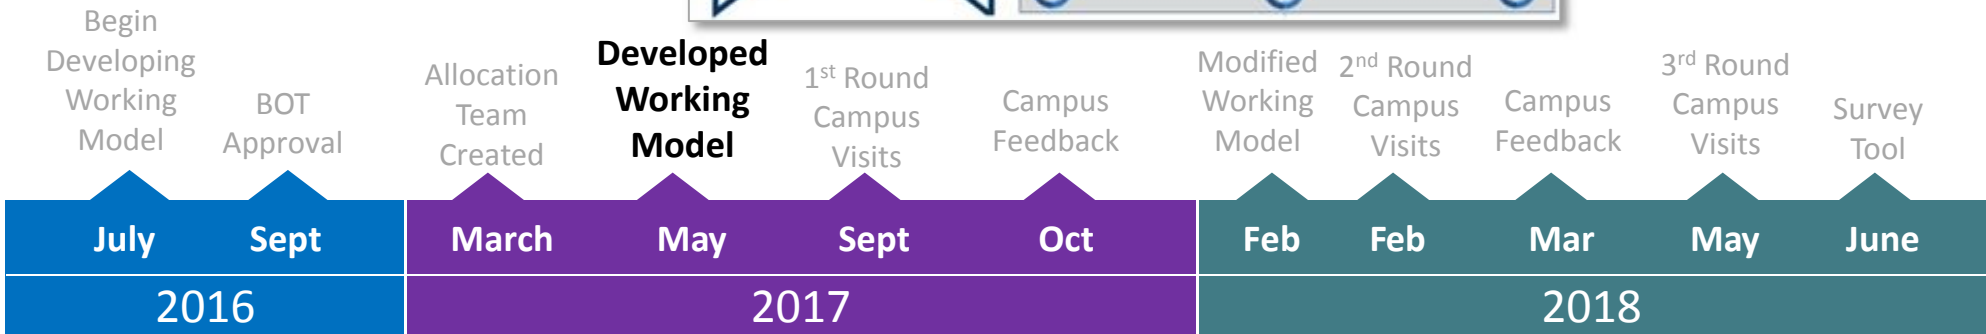 Begin
Developing
Working
Model
BOT
Approval
Allocation
Team
Created
Developed
Working
Model
1st Round
Campus
Visits
Campus
Feedback
Modified
Working
Model
2nd Round
Campus
Visits
Campus
Feedback
3rd Round
Campus
Visits
Survey
Tool
July Sept March May Sept Oct Feb Feb Mar May June
2016 2017 2018